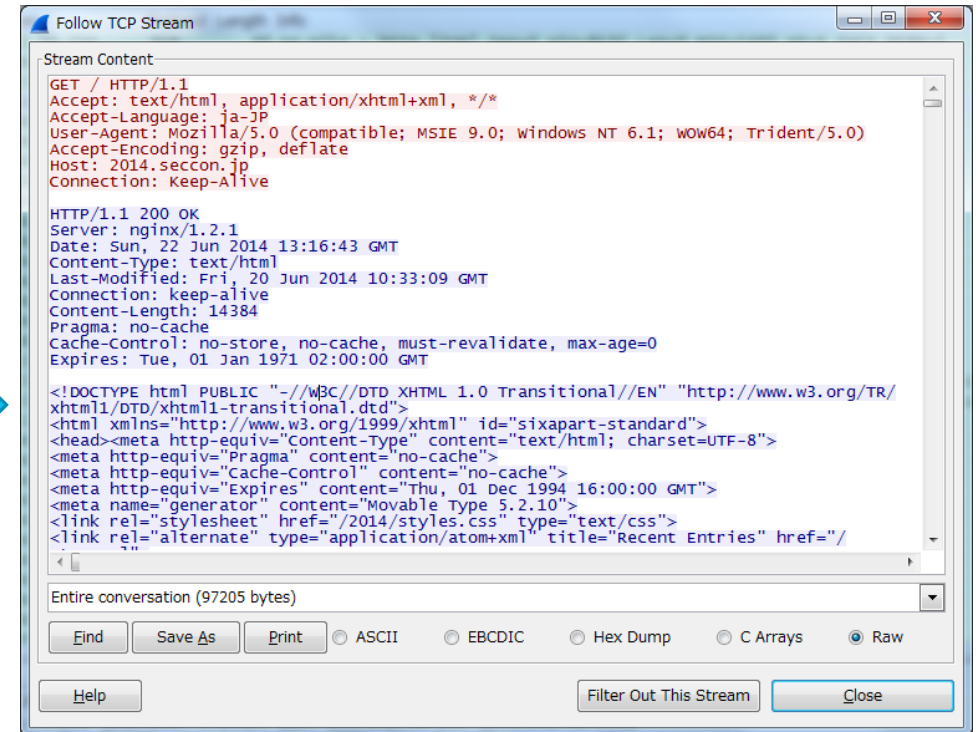 Follow TCP Stream
Stream Content
GET / HTTP/1.1
Accept: text/html, application/xhtml+xml, */*
Accept-Language: ja-JP
User-Agent: Mozilla/5.0 (compatible; MSIE 9.0; Windows NT 6.1; WOW64; Trident/5.0)
Accept-Encoding: gzip, deflate
Host: 2014.seccon.jp
Connection: Keep-Alive
HTTP/1.1 200 OK
Server: nginx/1.2.1
Date: Sun, 22 Jun 2014 13:16:43 GMT
Content-Type: text/html
Last-Modified: Fri, 20 Jun 2014 10:33:09 GMT
Connection: keep-alive
Content-Length: 14384
Pragma: no-cache
Cache-Control: no-store, no-cache, must-revalidate, max-age=0
Expires: Tue, 01 Jan 1971 02:00:00 GMT
<!DOCTYPE html PUBLIC "-//W3C//DTD XHTML 1.0 Transitional//EN" "http://www.w3.org/TR/
xhtml1/DTD/xhtml1-transitional.dtd">
<html xmlns="http://www.w3.org/1999/xhtml" id="sixapart-standard">
<head><meta http-equiv="Content-Type" content="text/html; charset=UTF-8">
<meta http-equiv="Pragma" content="no-cache">
<meta http-equiv="Cache-Control" content="no-cache">
<meta http-equiv="Expires" content="Thu, 01 Dec 1994 16:00:00 GMT">
<meta name="generator" content="Movable Type 5.2.10">
<link rel="stylesheet" href="/2014/styles.css" type="text/css">
<link rel="alternate" type="application/atom+xml" title="Recent Entries" href="/
Entire conversation (97205 bytes)
Find Save As Print ASCII EBCDIC Hex Dump C Arrays Raw
Help Filter Out This Stream Close